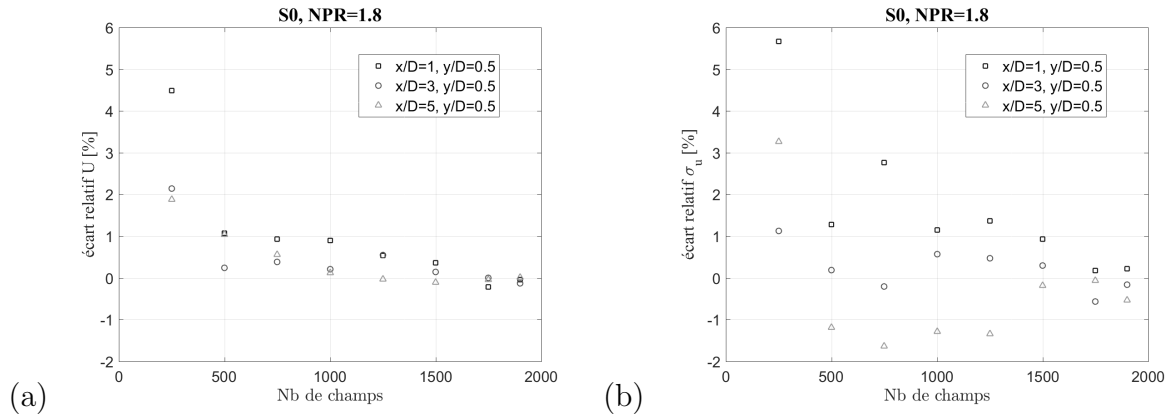 S0, NPR=1.8
6
5
4
3
2
1
0
-1
-2
écart relatif U [%]
x/D=1, y/D=0.5
x/D=3, y/D=0.5
x/D=5, y/D=0.5
0 500 1000 1500 2000
Nb de champs
(a)
S0, NPR=1.8
6
5
4
3
2
1
0
-1
-2
écart relatif σ_u [%]
x/D=1, y/D=0.5
x/D=3, y/D=0.5
x/D=5, y/D=0.5
0 500 1000 1500 2000
Nb de champs
(b)